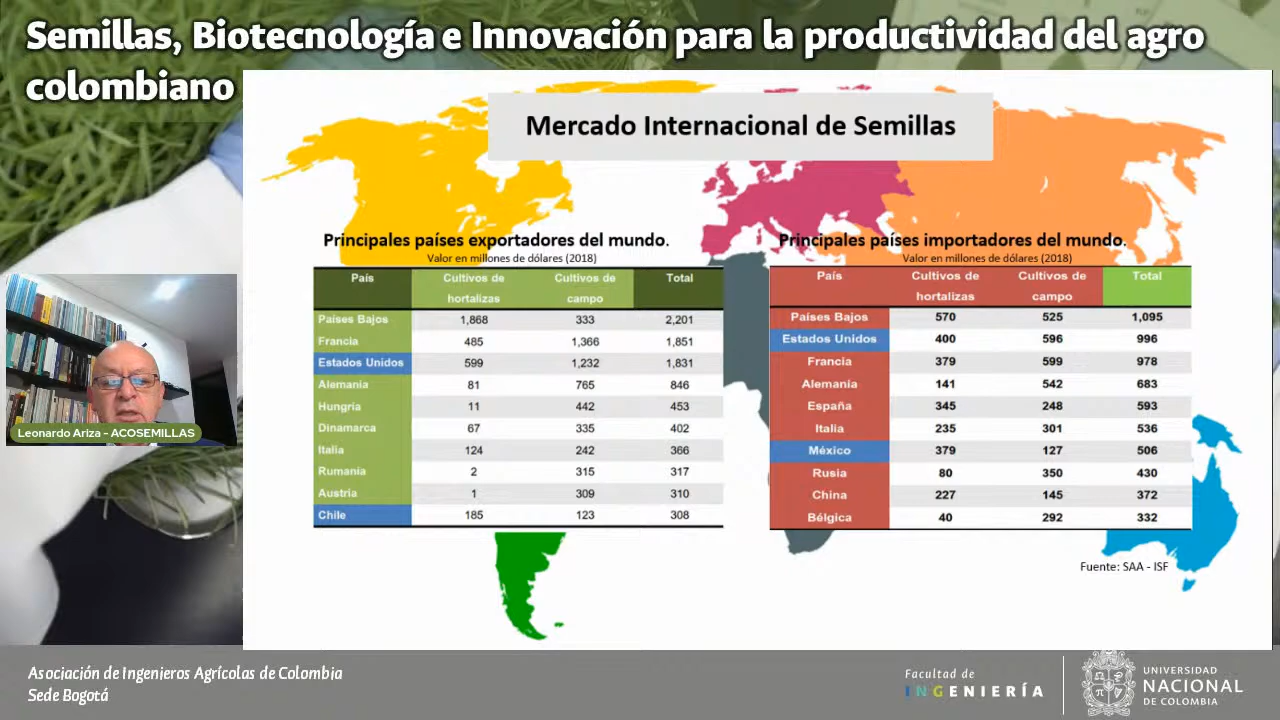 Semillas, Biotecnología e Innovación para la productividad del agro
colombiano
Mercado Internacional de Semillas
Principales países exportadores del mundo.
Valor en millones de dólares (2018)
País Cultivos de hortalizas Cultivos de campo Total
Países Bajos 1,868 333 2,201
Francia 485 1,366 1,851
Estados Unidos 599 1,232 1,831
Alemania 81 765 846
Hungría 11 442 453
Dinamarca 67 335 402
Italia 124 242 366
Rumania 2 315 317
Austria 1 309 310
Chile 185 123 308
Principales países importadores del mundo.
Valor en millones de dólares (2018)
País Cultivos de hortalizas Cultivos de campo Total
Países Bajos 570 525 1,095
Estados Unidos 400 596 996
Francia 379 599 978
Alemania 141 542 683
España 345 248 593
Italia 235 301 536
México 379 127 506
Rusia 80 350 430
China 227 145 372
Bélgica 40 292 332
Fuente: SAA - ISF
Leonardo Ariza - ACOSEMILLAS
Asociación de Ingenieros Agrícolas de Colombia
Sede Bogotá
Facultad de
INGENIERÍA
UNIVERSIDAD
NACIONAL
DE COLOMBIA